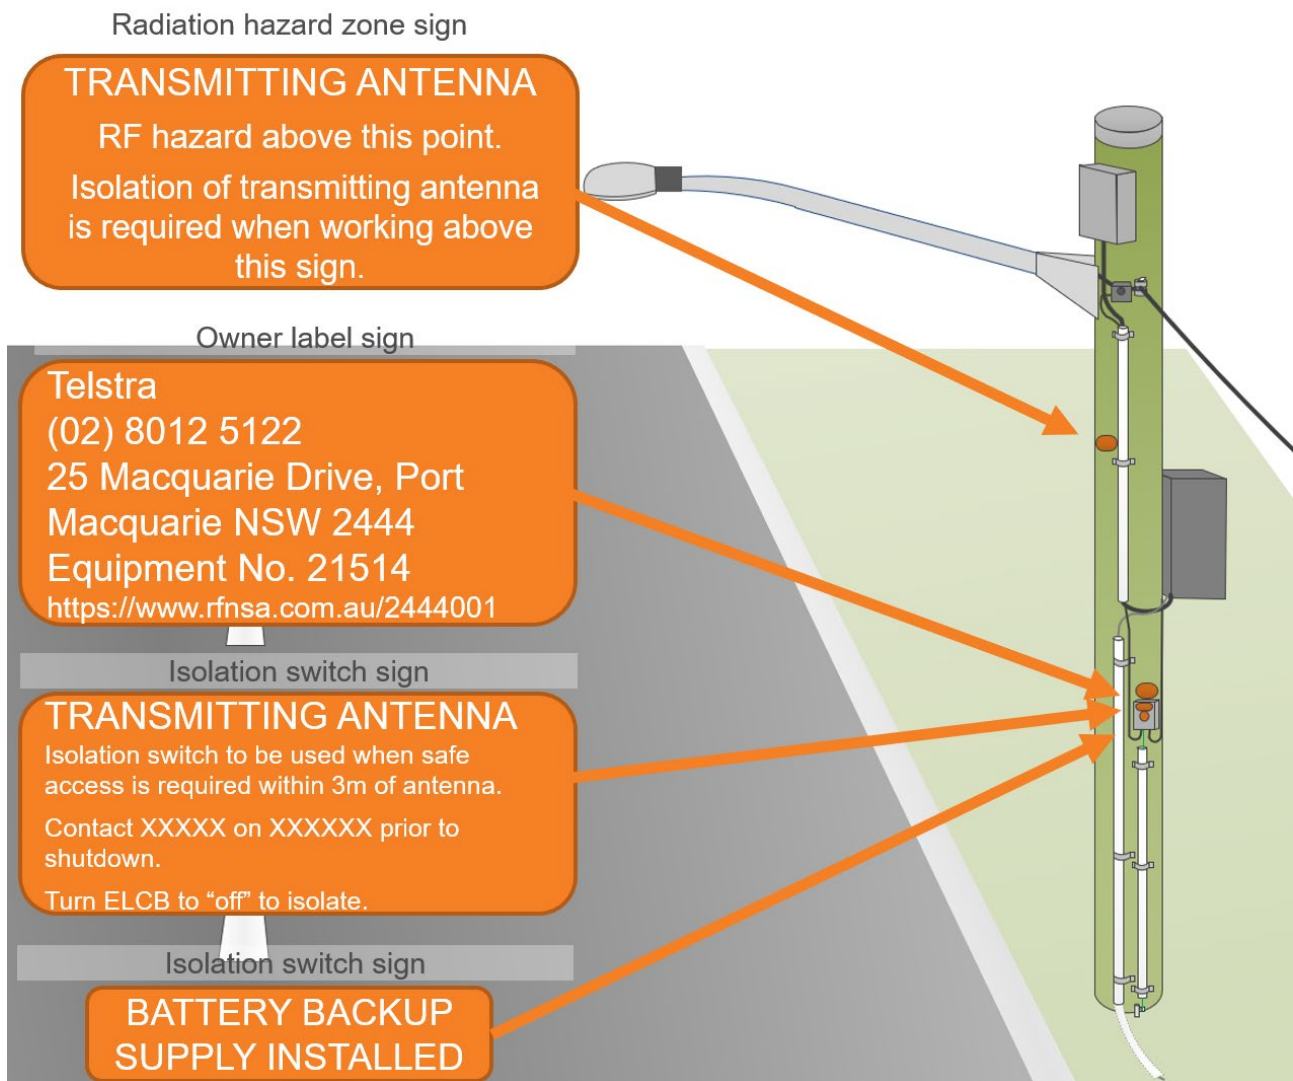 Radiation hazard zone sign
TRANSMITTING ANTENNA
RF hazard above this point.
Isolation of transmitting antenna
is required when working above
this sign.
Owner label sign
Telstra
(02) 8012 5122
25 Macquarie Drive, Port
Macquarie NSW 2444
Equipment No. 21514
https://www.rfnsa.com.au/2444001
Isolation switch sign
TRANSMITTING ANTENNA
Isolation switch to be used when safe
access is required within 3m of antenna.
Contact XXXXX on XXXXXX prior to
shutdown.
Turn ELCB to “off” to isolate.
Isolation switch sign
BATTERY BACKUP
SUPPLY INSTALLED